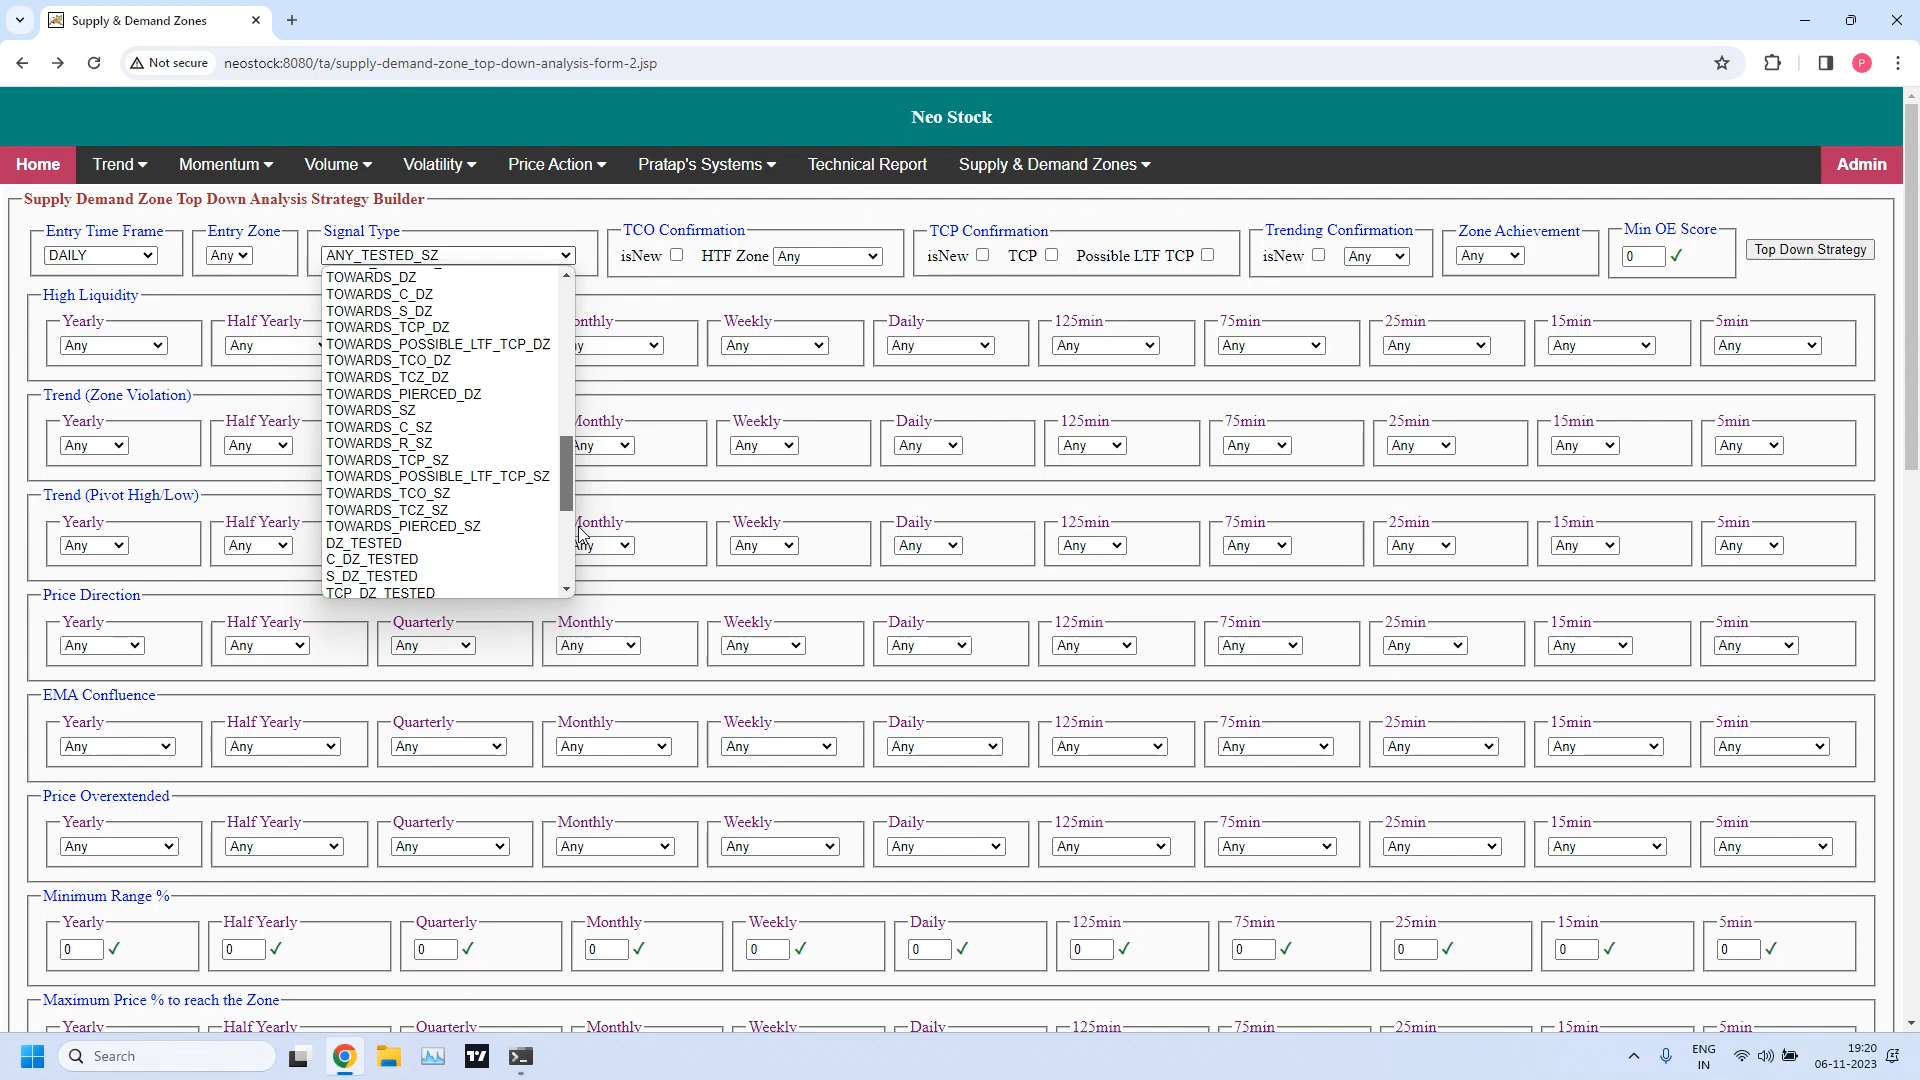 Supply & Demand Zones
Not secure neostock:8080/ta/supply-demand-zone_top-down-analysis-form-2.jsp P
Neo Stock
Home Trend Momentum Volume Volatility Price Action Pratap's Systems Technical Report Supply & Demand Zones Admin
Supply Demand Zone Top Down Analysis Strategy Builder
Entry Time Frame Entry Zone Signal Type TCO Confirmation TCP Confirmation Trending Confirmation Zone Achievement Min OE Score
DAILY Any ANY_TESTED_SZ isNew HTF Zone Any isNew TCP Possible LTF TCP isNew Any Any 0 ✓ Top Down Strategy
TOWARDS_DZ
TOWARDS_C_DZ
TOWARDS_S_DZ
TOWARDS_TCP_DZ
TOWARDS_POSSIBLE_LTF_TCP_DZ
TOWARDS_TCO_DZ
TOWARDS_TCZ_DZ
TOWARDS_PIERCED_DZ
TOWARDS_SZ
TOWARDS_C_SZ
TOWARDS_R_SZ
TOWARDS_TCP_SZ
TOWARDS_POSSIBLE_LTF_TCP_SZ
TOWARDS_TCO_SZ
TOWARDS_TCZ_SZ
TOWARDS_PIERCED_SZ
DZ_TESTED
C_DZ_TESTED
S_DZ_TESTED
TCP_DZ_TESTED
High Liquidity
Yearly Half Yearly Weekly Daily 125min 75min 25min 15min 5min
Any Any Any Any Any Any Any Any Any
Trend (Zone Violation)
Yearly Half Yearly Monthly Weekly Daily 125min 75min 25min 15min 5min
Any Any Any Any Any Any Any Any Any Any
Trend (Pivot High/Low)
Yearly Half Yearly Monthly Weekly Daily 125min 75min 25min 15min 5min
Any Any Any Any Any Any Any Any Any Any
Price Direction
Yearly Half Yearly Quarterly Monthly Weekly Daily 125min 75min 25min 15min 5min
Any Any Any Any Any Any Any Any Any Any Any
EMA Confluence
Yearly Half Yearly Quarterly Monthly Weekly Daily 125min 75min 25min 15min 5min
Any Any Any Any Any Any Any Any Any Any Any
Price Overextended
Yearly Half Yearly Quarterly Monthly Weekly Daily 125min 75min 25min 15min 5min
Any Any Any Any Any Any Any Any Any Any Any
Minimum Range %
Yearly Half Yearly Quarterly Monthly Weekly Daily 125min 75min 25min 15min 5min
0 ✓ 0 ✓ 0 ✓ 0 ✓ 0 ✓ 0 ✓ 0 ✓ 0 ✓ 0 ✓ 0 ✓ 0 ✓
Maximum Price % to reach the Zone
Yearly Half Yearly Quarterly Monthly Weekly Daily 125min 75min 25min 15min 5min
Search
ENG
IN
19:20
06-11-2023